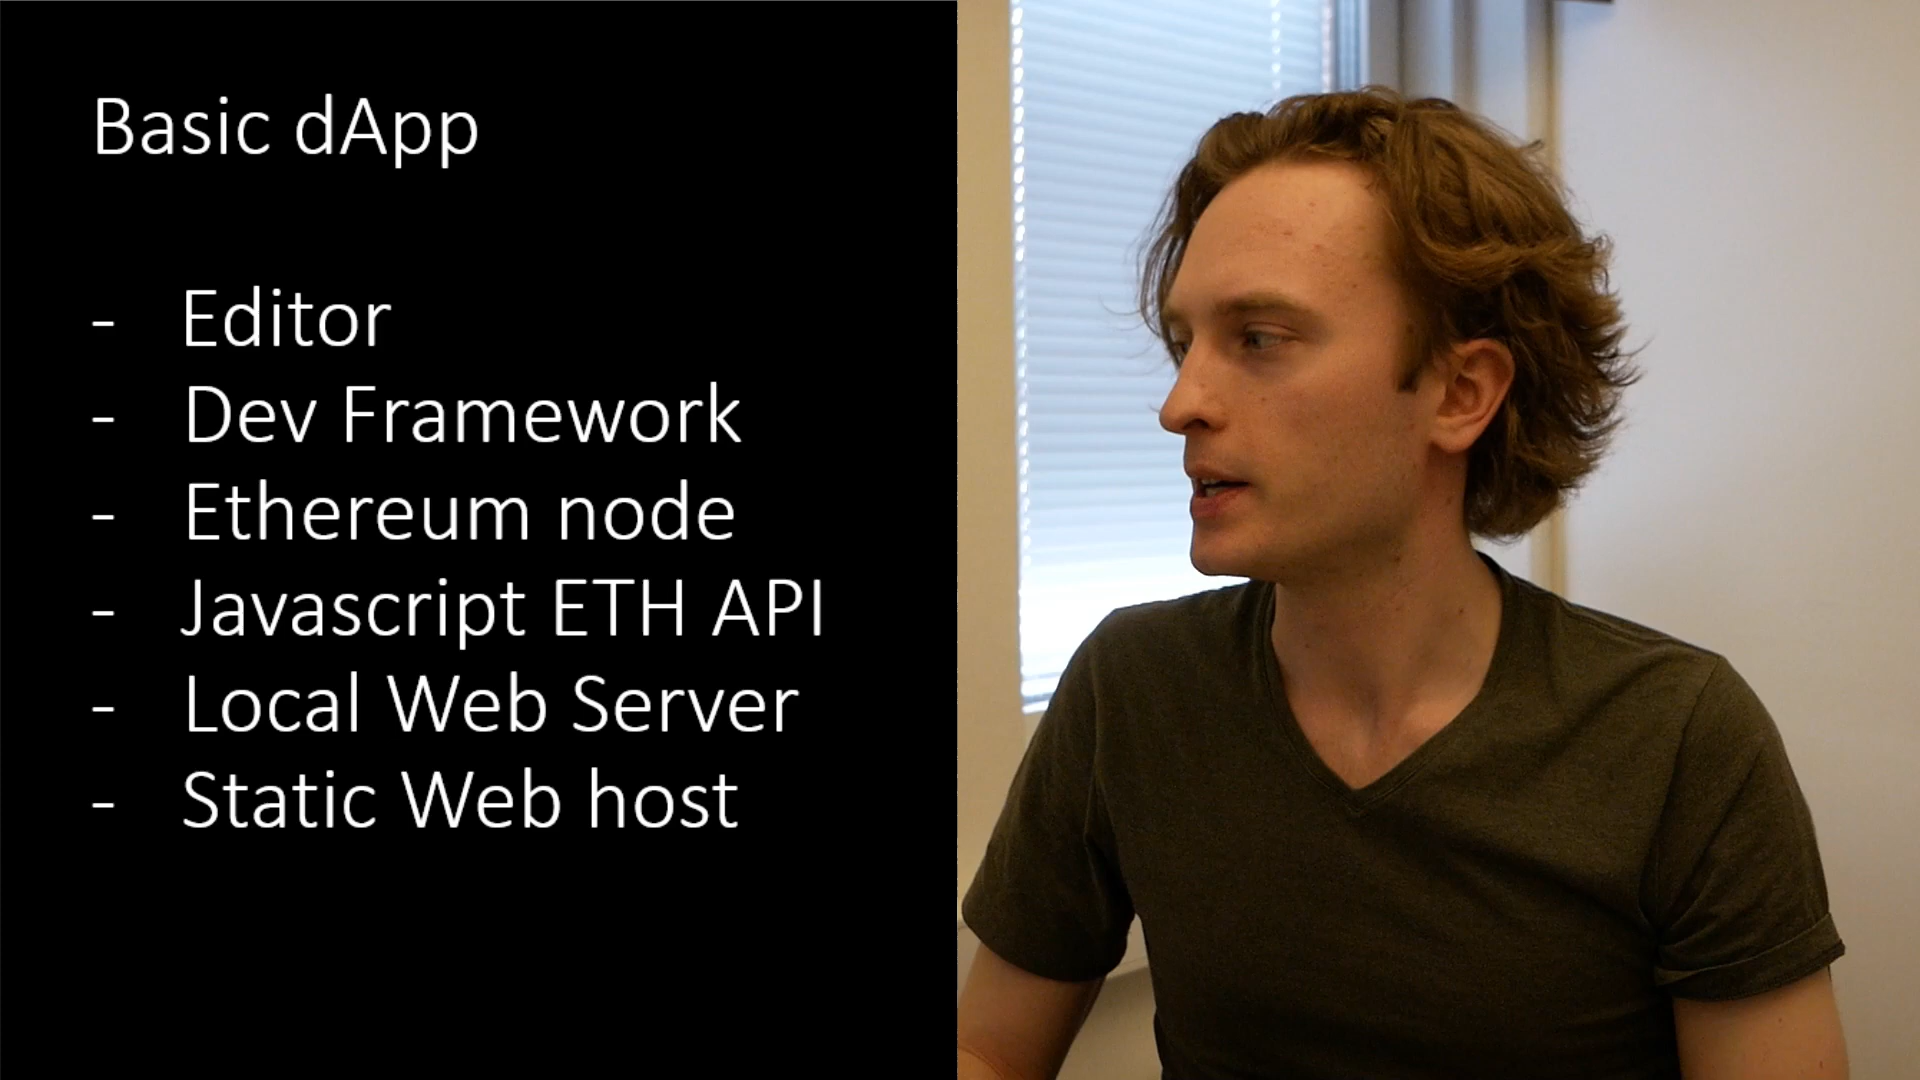 Basic dApp
- Editor
- Dev Framework
- Ethereum node
- Javascript ETH API
- Local Web Server
- Static Web host